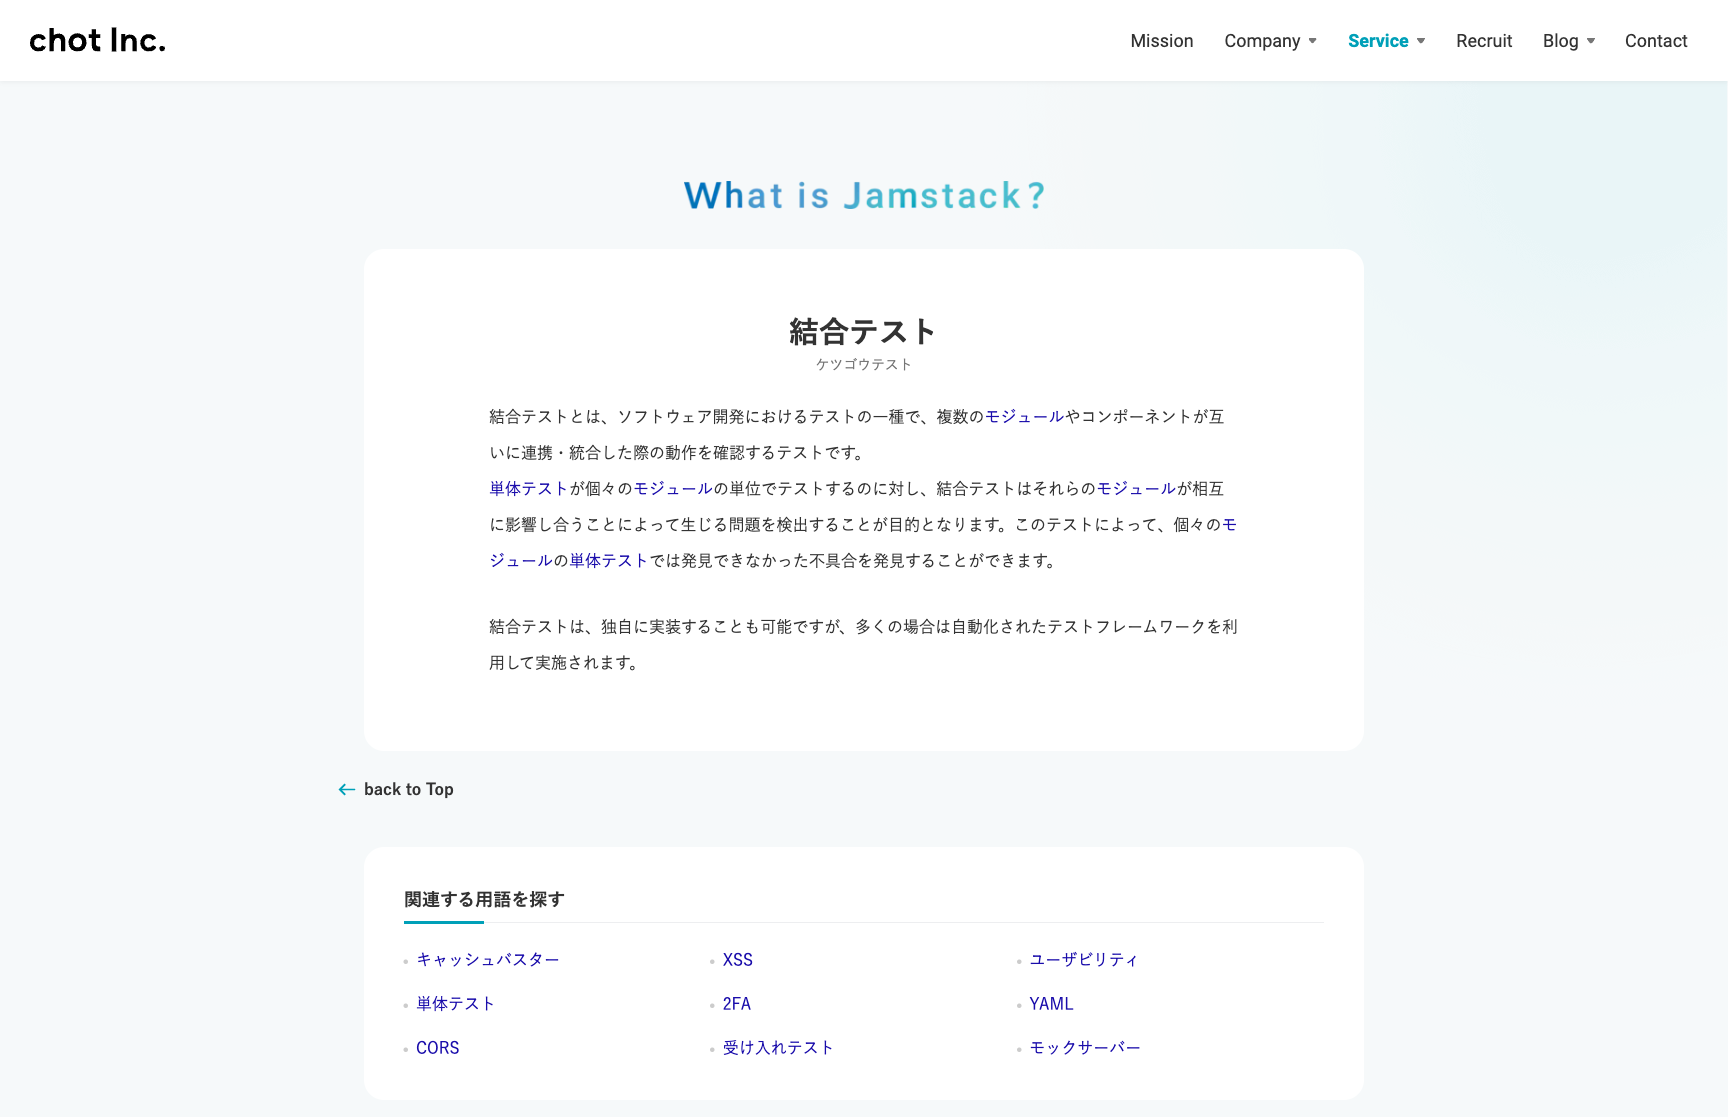 chot Inc.
Mission Company Service Recruit Blog Contact
What is Jamstack?
結合テスト
ケツゴウテスト
結合テストとは、ソフトウェア開発におけるテストの一種で、複数のモジュールやコンポーネントが互
いに連携・統合した際の動作を確認するテストです。
単体テストが個々のモジュールの単位でテストするのに対し、結合テストはそれらのモジュールが相互
に影響し合うことによって生じる問題を検出することが目的となります。このテストによって、個々のモ
ジュールの単体テストでは発見できなかった不具合を発見することができます。
結合テストは、独自に実装することも可能ですが、多くの場合は自動化されたテストフレームワークを利
用して実施されます。
back to Top
関連する用語を探す
キャッシュバスター XSS ユーザビリティ
単体テスト 2FA YAML
CORS 受け入れテスト モックサーバー